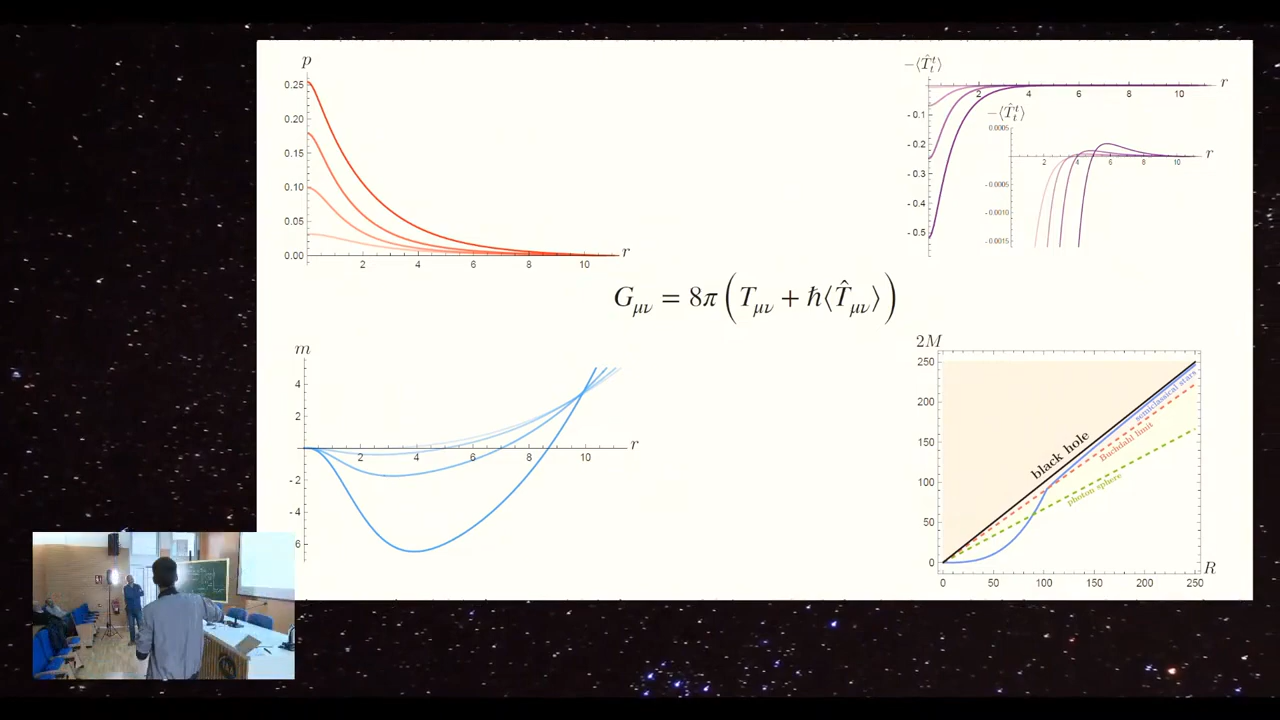 p
0.25
0.20
0.15
0.10
0.05
0.00
2 4 6 8 10
r
−⟨T̂ᵗₜ⟩
2 4 6 8 10
r
- 0.1
- 0.2
- 0.3
- 0.4
- 0.5
−⟨T̂ᵗₜ⟩
0.0005
2 4 6 8 10
r
- 0.0005
- 0.0010
- 0.0015
G_μν = 8π ( T_μν + ħ⟨T̂_μν⟩ )
m
4
2
2 4 6 8 10
r
- 2
- 4
6
2M
250
200
150
100
50
0
black hole
semiclassical stars
Buchdahl limit
photon sphere
0 50 100 150 200 250
R